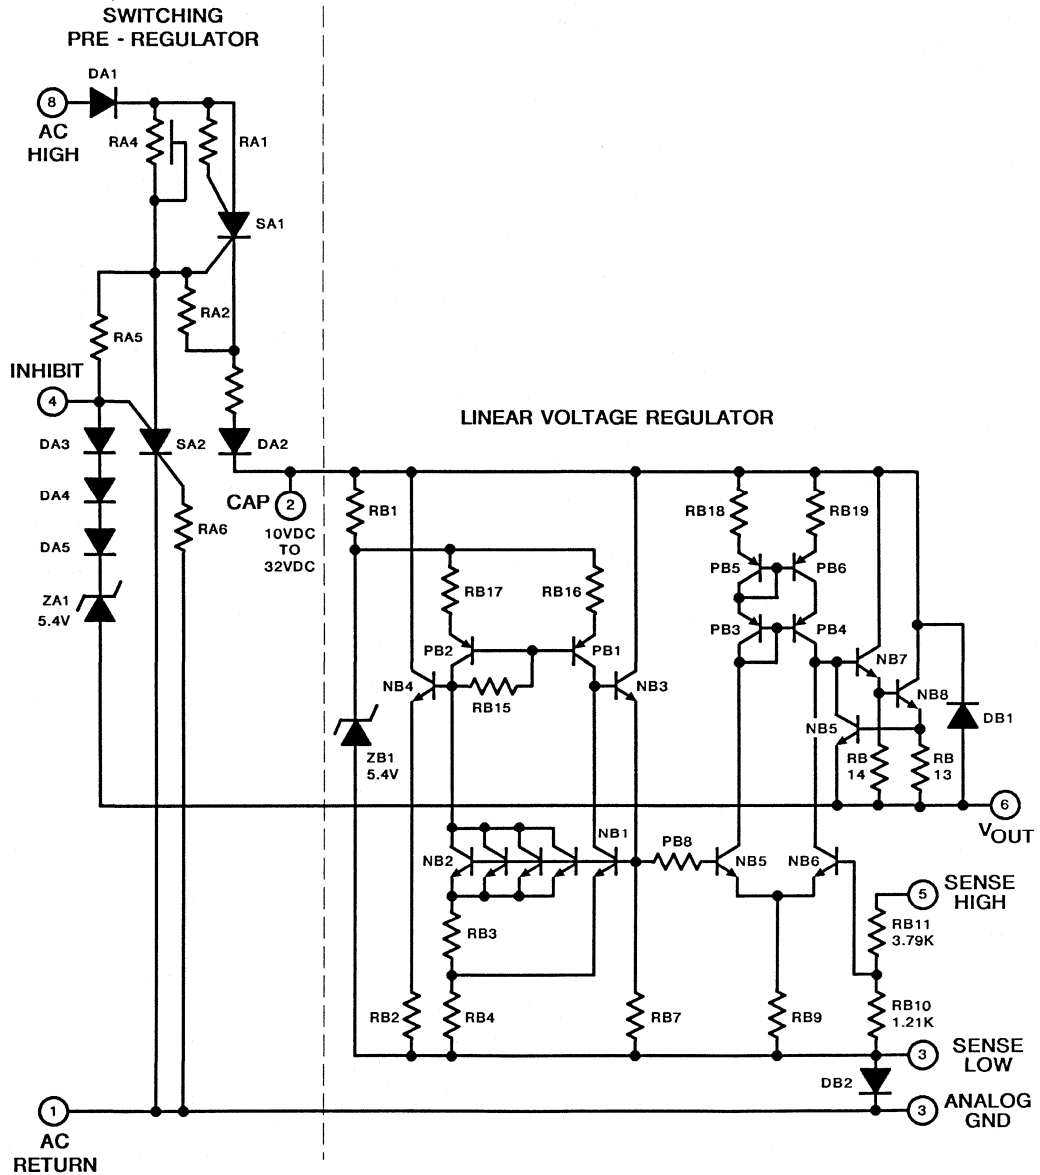 SWITCHING
PRE - REGULATOR
DA1
8
AC
HIGH
RA4
RA1
SA1
RA2
RA5
INHIBIT
4
DA3
SA2
DA2
DA4
DA5
RA6
ZA1
5.4V
CAP
2
10VDC
TO
32VDC
LINEAR VOLTAGE REGULATOR
RB1
RB18
RB19
RB17
RB16
PB5
PB6
PB2
PB1
PB3
PB4
NB4
RB15
NB3
NB7
NB8
NB5
DB1
ZB1
5.4V
RB
14
RB
13
6
VOUT
NB2
NB1
PB8
NB5
NB6
5
SENSE
HIGH
RB11
3.79K
RB3
RB2
RB4
RB7
RB9
RB10
1.21K
3
SENSE
LOW
DB2
1
AC
RETURN
3
ANALOG
GND